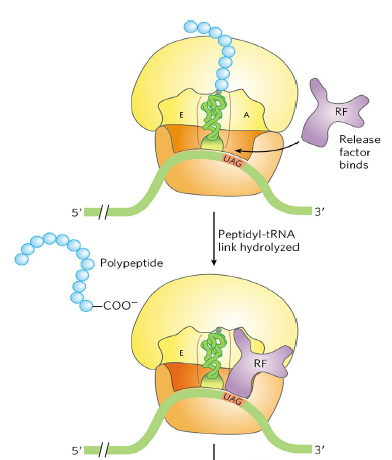 E
A
RF
Release
factor
binds
UAG
5'
3'
Peptidyl-tRNA
link hydrolyzed
Polypeptide
COO⁻
E
RF
UAG
5'
3'